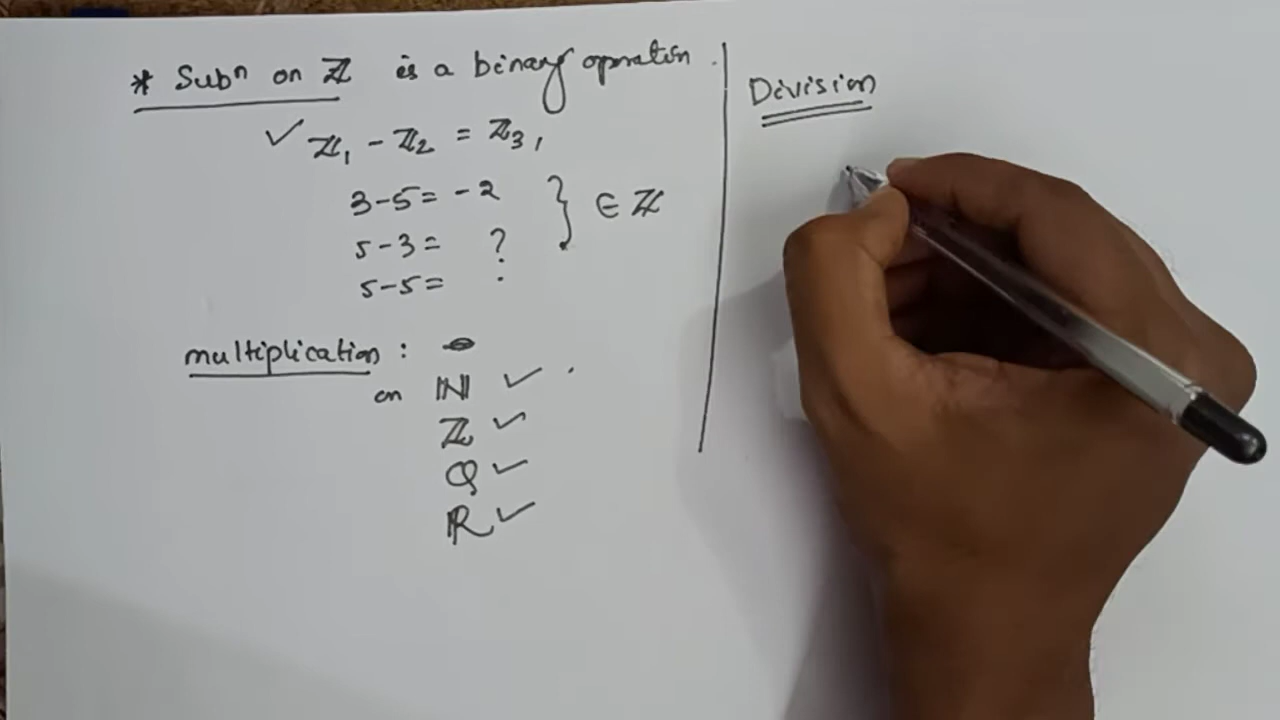 * Subⁿ on ℤ is a binary operation.
✓ ℤ₁ - ℤ₂ = ℤ₃,
3-5 = -2 } ∈ ℤ
5-3 = ?
5-5 = ?
multiplication :
on ℕ ✓ .
ℤ ✓
Q ✓
ℝ ✓
Division